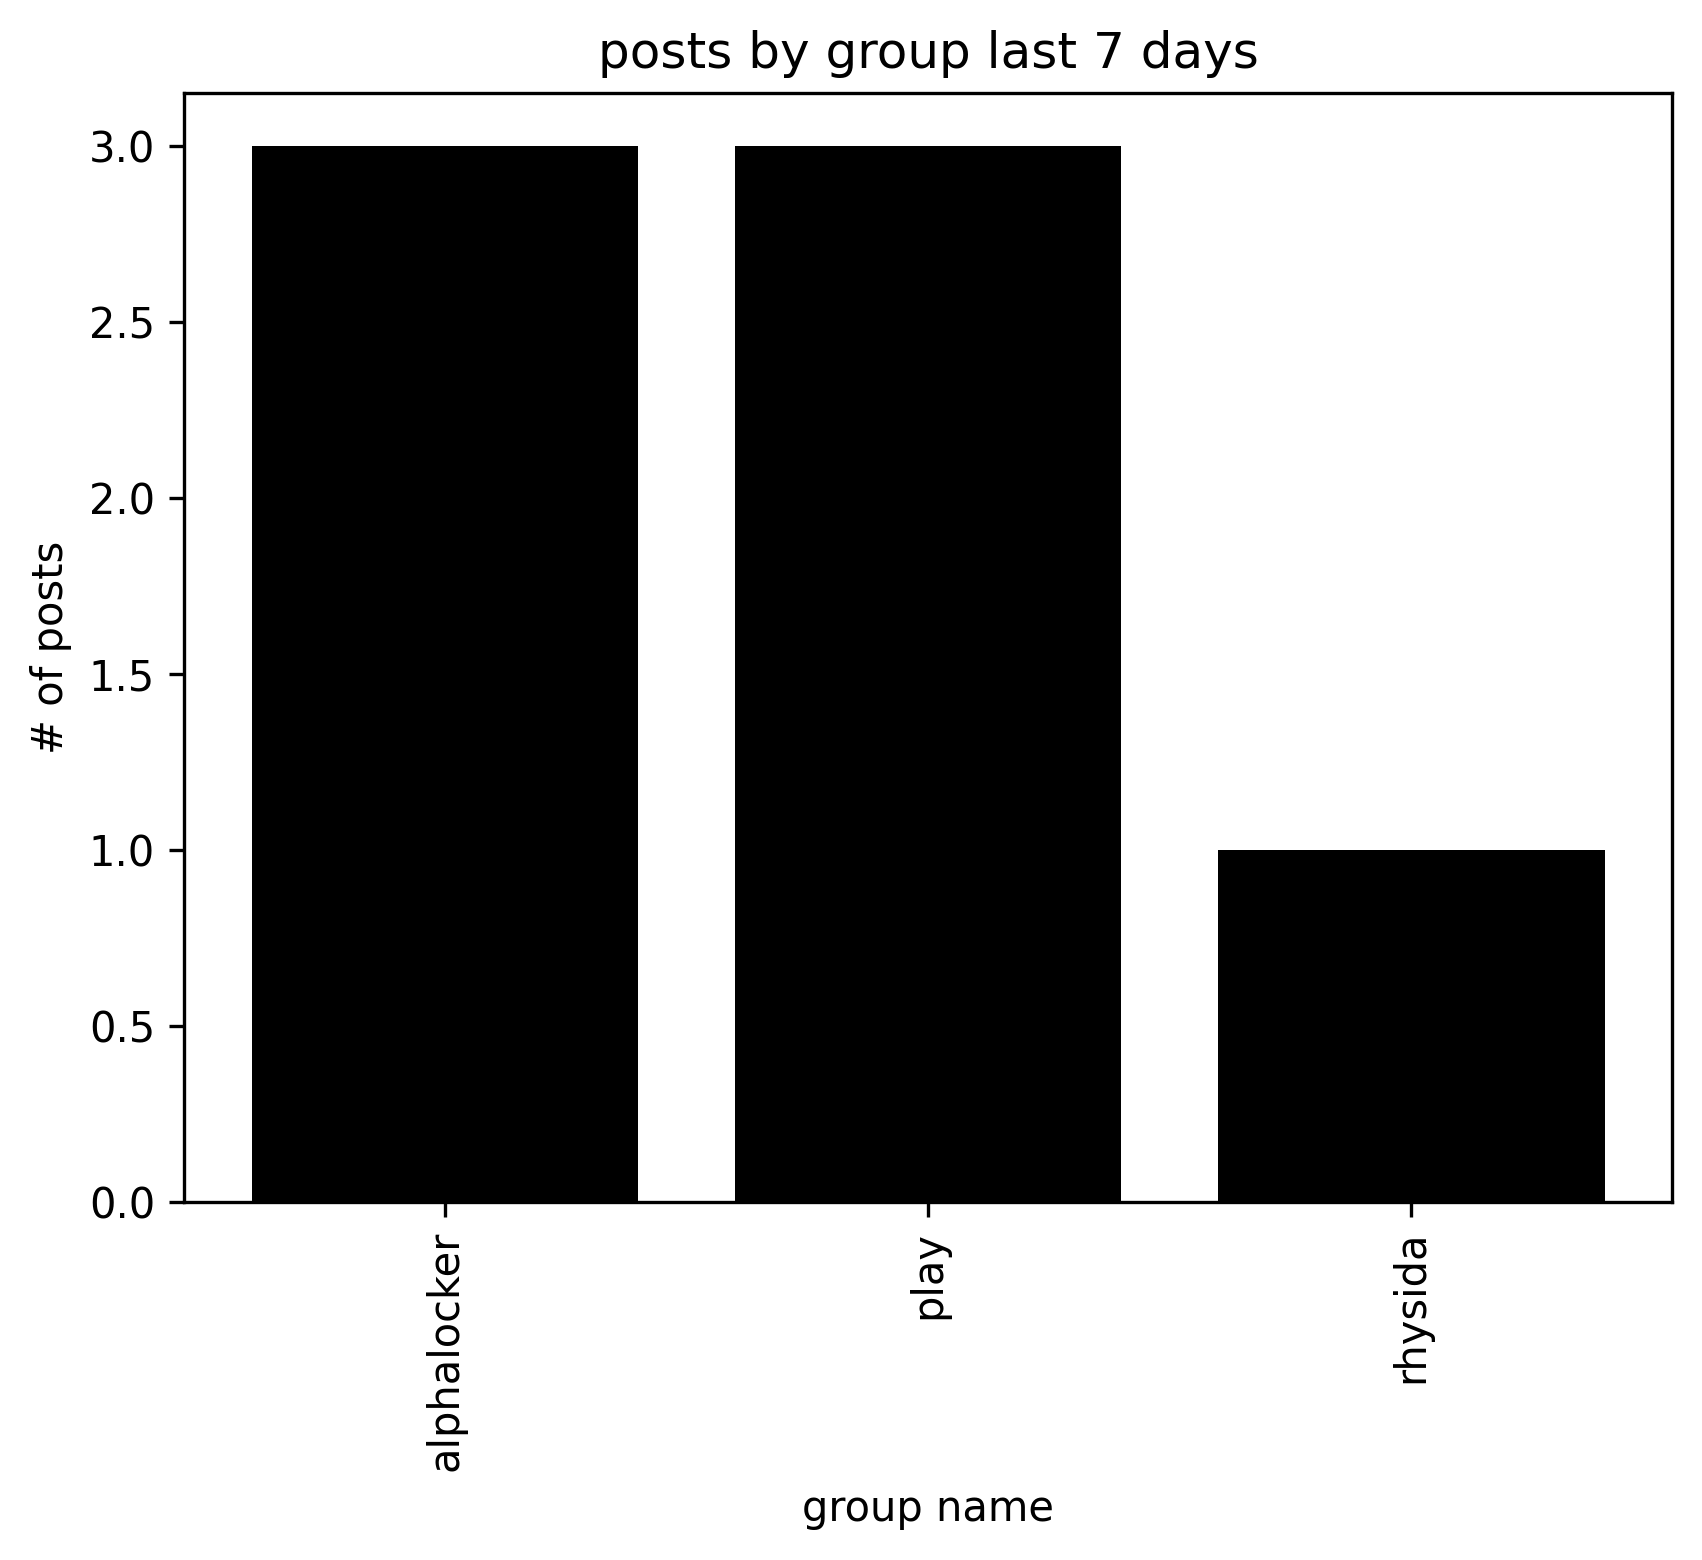 posts by group last 7 days
3.0
2.5
2.0
1.5
1.0
0.5
0.0
# of posts
alphalocker
play
rhysida
group name